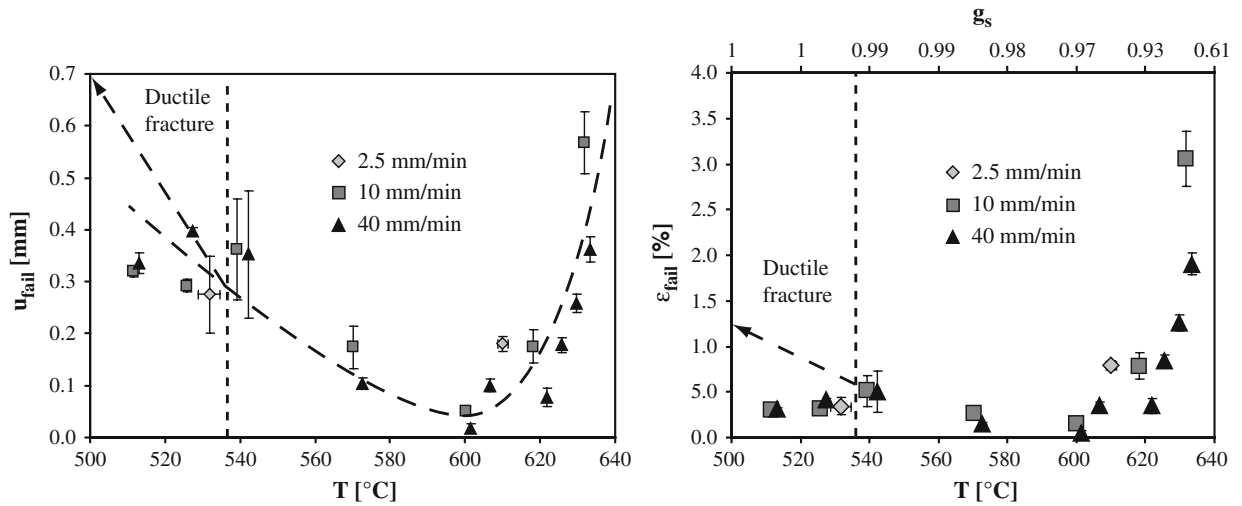 0.7
0.6
0.5
0.4
0.3
0.2
0.1
0.0
u_fail [mm]
Ductile
fracture
2.5 mm/min
10 mm/min
40 mm/min
500 520 540 560 580 600 620 640
T [°C]
g_s
1 1 0.99 0.99 0.98 0.97 0.93 0.61
4.0
3.5
3.0
2.5
2.0
1.5
1.0
5.0
0.0
ε_fail [%]
Ductile
fracture
2.5 mm/min
10 mm/min
40 mm/min
500 520 540 560 580 600 620 640
T [°C]